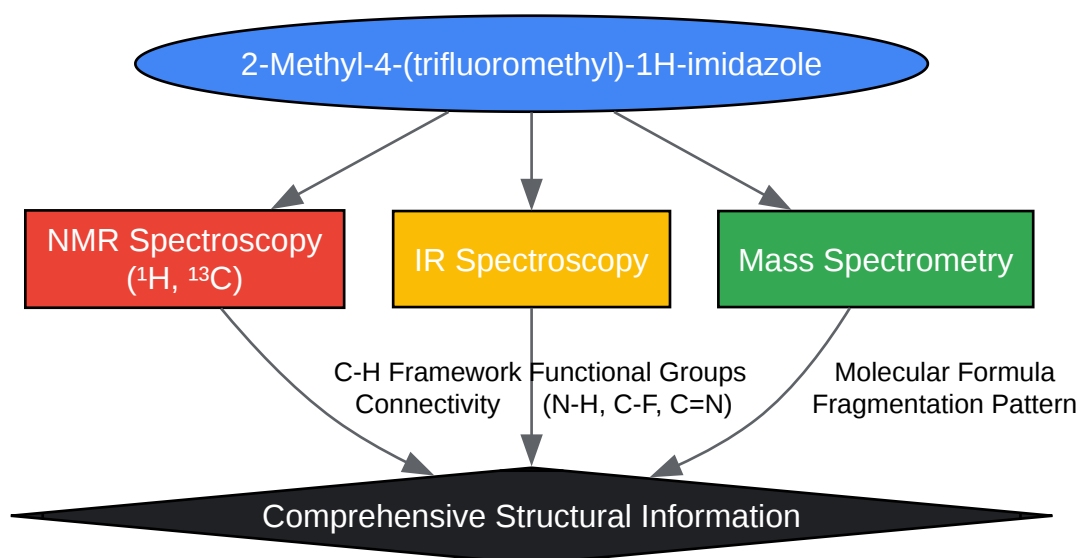 2-Methyl-4-(trifluoromethyl)-1H-imidazole
NMR Spectroscopy
(¹H, ¹³C)
IR Spectroscopy
Mass Spectrometry
C-H Framework
Connectivity
Functional Groups
(N-H, C-F, C=N)
Molecular Formula
Fragmentation Pattern
Comprehensive Structural Information